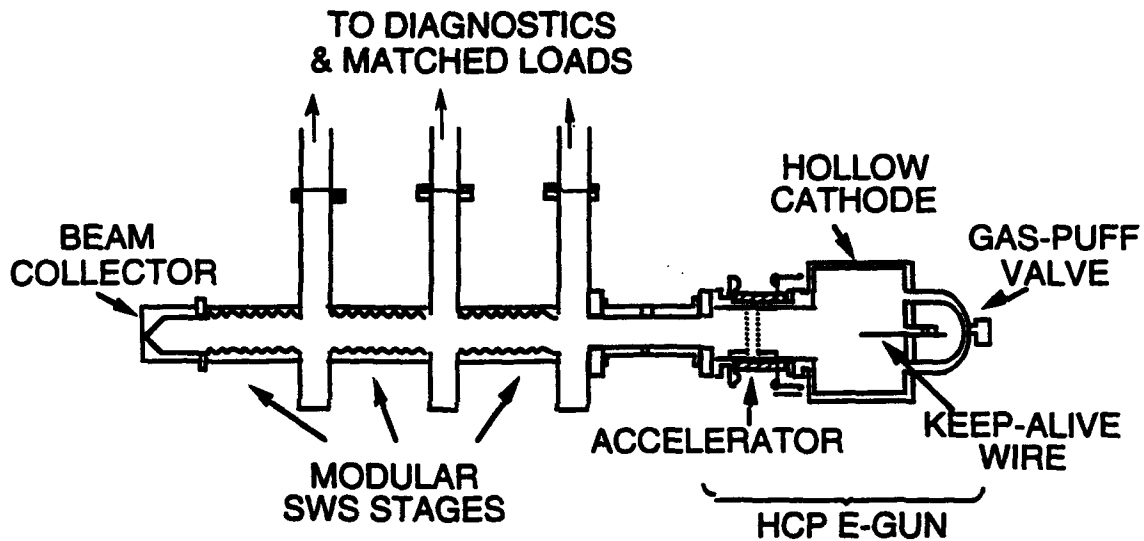 TO DIAGNOSTICS
& MATCHED LOADS
HOLLOW
CATHODE
BEAM
COLLECTOR
GAS-PUFF
VALVE
ACCELERATOR
KEEP-ALIVE
WIRE
MODULAR
SWS STAGES
HCP E-GUN